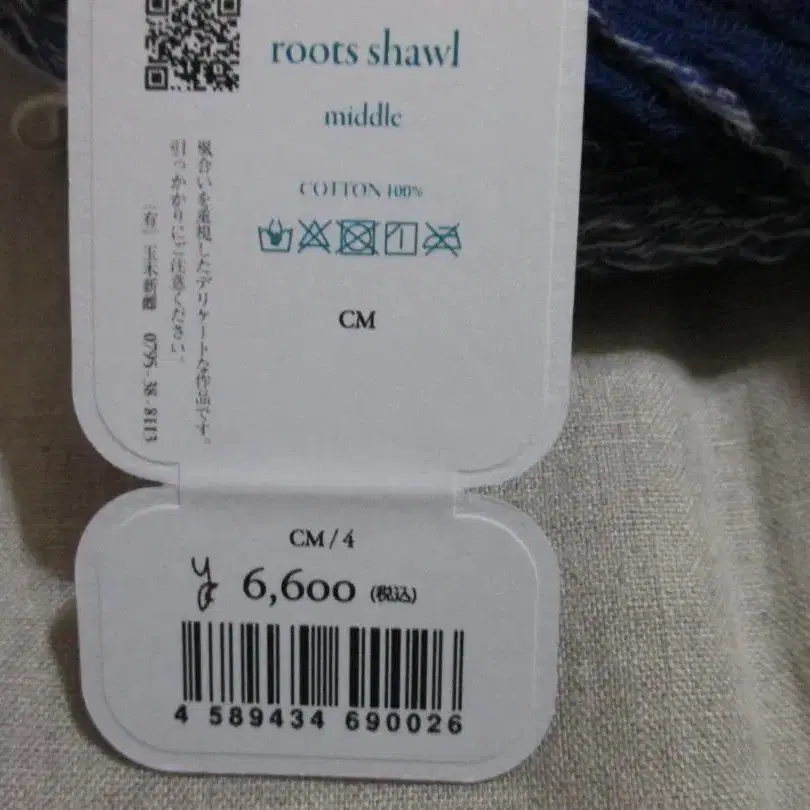 roots shawl
middle
COTTON 100%
CM
風合いを重視したデリケートな作品です。
引っかかりにご注意ください。
(有) 玉木新雌 0795-38-8113
CM / 4
¥ 6,600 (税込)
4 589434 690026